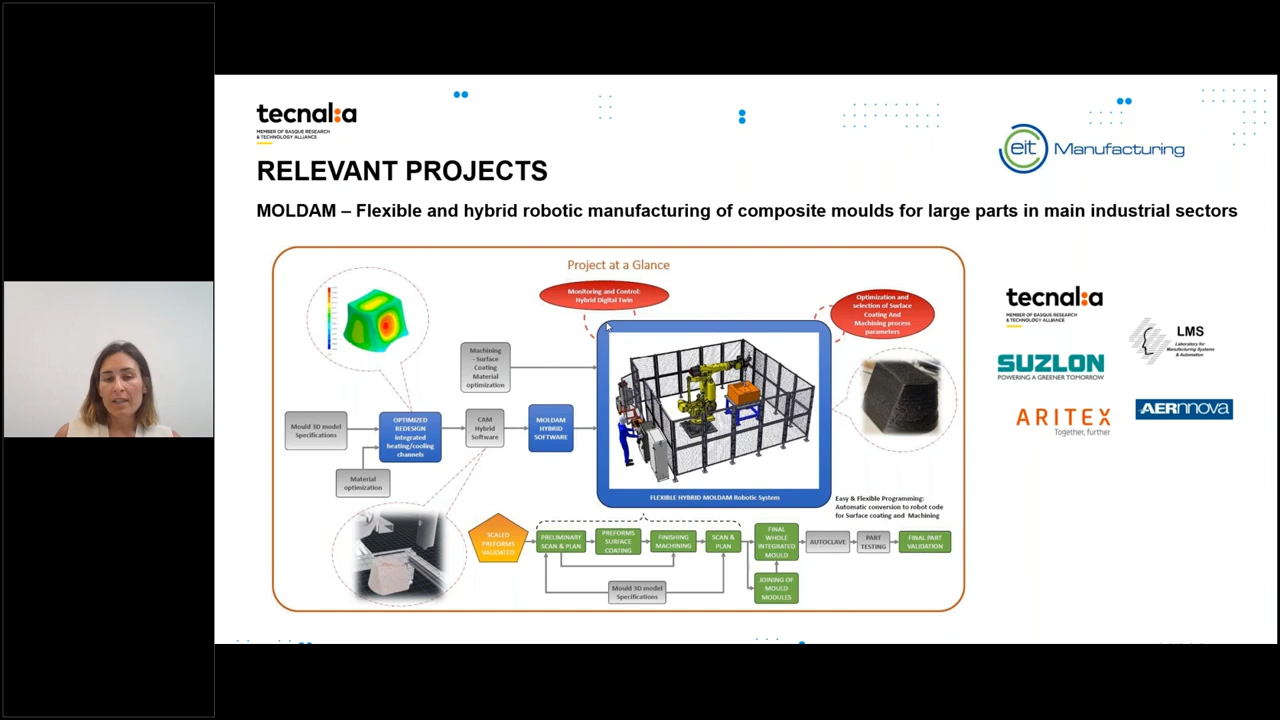 tecnal:a
MEMBER OF BASQUE RESEARCH
& TECHNOLOGY ALLIANCE
eit Manufacturing
RELEVANT PROJECTS
MOLDAM – Flexible and hybrid robotic manufacturing of composite moulds for large parts in main industrial sectors
Project at a Glance
Monitoring and Control:
Hybrid Digital Twin
Optimization and
selection of Surface
Coating And
Machining process
parameters
Machining
- Surface
Coating
Material
optimization
Mould 3D model
Specifications
OPTIMIZED
REDESIGN
integrated
heating/cooling
channels
CAM
Hybrid
Software
MOLDAM
HYBRID
SOFTWARE
Material
optimization
FLEXIBLE HYBRID MOLDAM Robotic System
Easy & Flexible Programming:
Automatic conversion to robot code
for Surface coating and Machining
SCALED
PREFORMS
VALIDATED
PRELIMINARY
SCAN & PLAN
PREFORMS
SURFACE
COATING
FINISHING
MACHINING
SCAN &
PLAN
FINAL
WHOLE
INTEGRATED
MOULD
AUTOCLAVE
PART
TESTING
FINAL PART
VALIDATION
Mould 3D model
Specifications
JOINING OF
MOULD
MODULES
tecnal:a
MEMBER OF BASQUE RESEARCH
& TECHNOLOGY ALLIANCE
LMS
Laboratory for
Manufacturing Systems
& Automation
SUZLON
POWERING A GREENER TOMORROW
ARITEX
Together, further
AERNNOVA